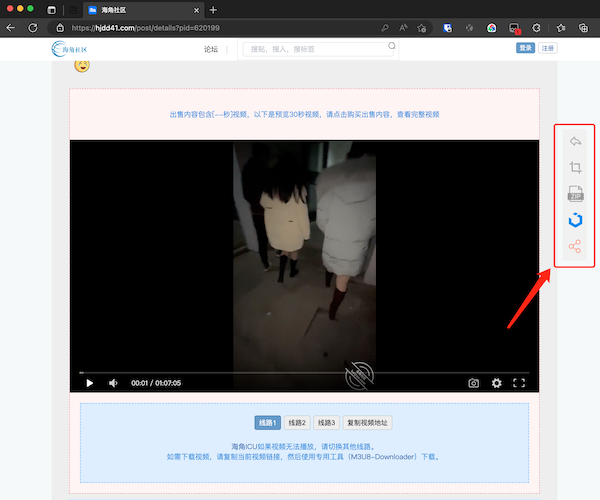 海角社区
https://hjdd41.com/post/details?pid=620199
海角社区
论坛
搜贴，搜人，搜标签
登录
注册
出售内容包含[---秒]视频，以下是预览30秒视频，请点击购买出售内容，查看完整视频
ZIP
00:01 / 01:07:05
线路1
线路2
线路3
复制视频地址
海角ICU如果视频无法播放，请切换其他线路。
如需下载视频，请复制当前视频链接，然后使用专用工具（M3U8-Downloader）下载。